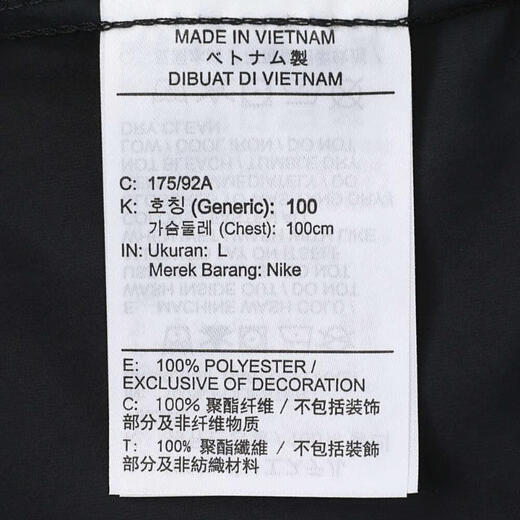 MADE IN VIETNAM
ベトナム製
DIBUAT DI VIETNAM
C: 175/92A
K: 호칭 (Generic): 100
가슴둘레 (Chest): 100cm
IN: Ukuran: L
Merek Barang: Nike
E: 100% POLYESTER /
EXCLUSIVE OF DECORATION
C: 100% 聚酯纤维 / 不包括装饰
部分及非纤维物质
T: 100% 聚酯纖維 / 不包括裝飾
部分及非紡織材料